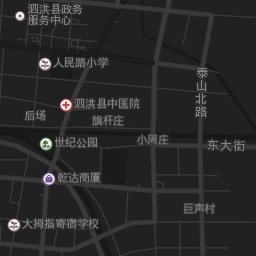 泗洪县政务
服务中心
人民路小学
泰山北路
泗洪县中医院
后场
旗杆庄
世纪公园
小周庄
东大街
乾达商厦
巨声村
大拇指寄宿学校